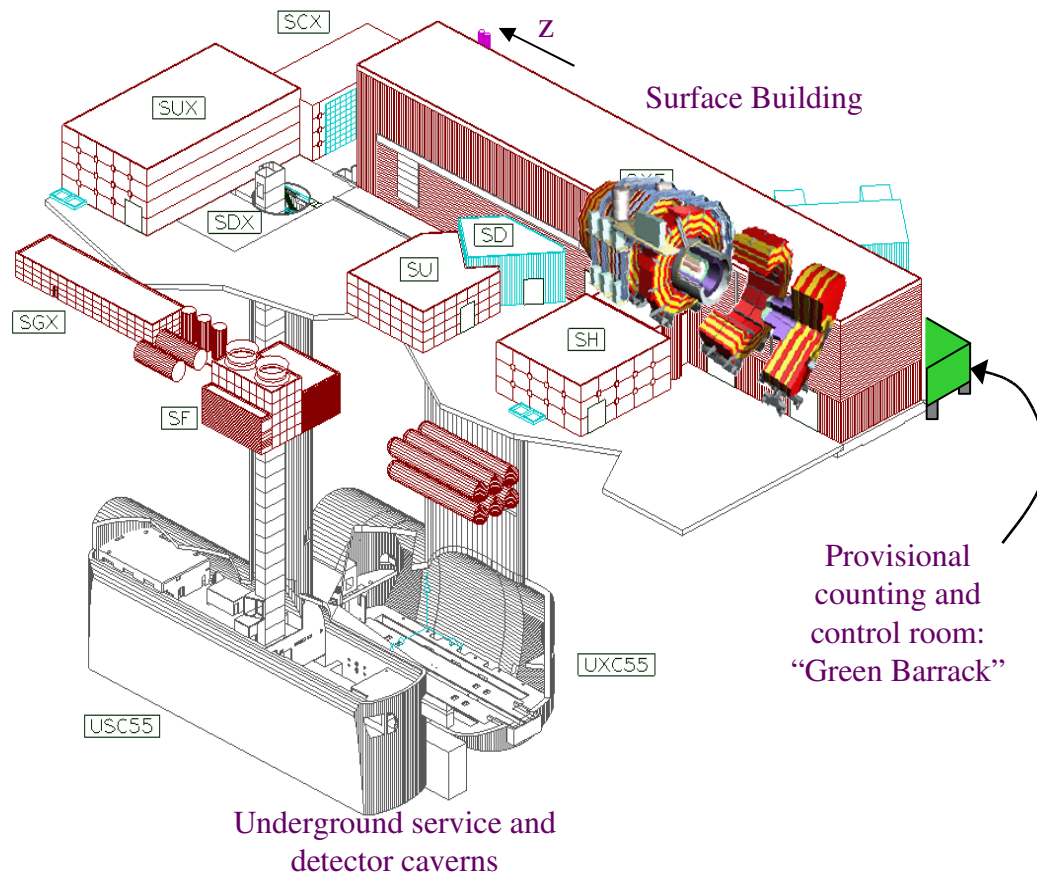 SCX
z
SUX
Surface Building
SDX
SD
SU
SGX
SH
SF
Provisional
counting and
control room:
“Green Barrack”
UXC55
USC55
Underground service and
detector caverns